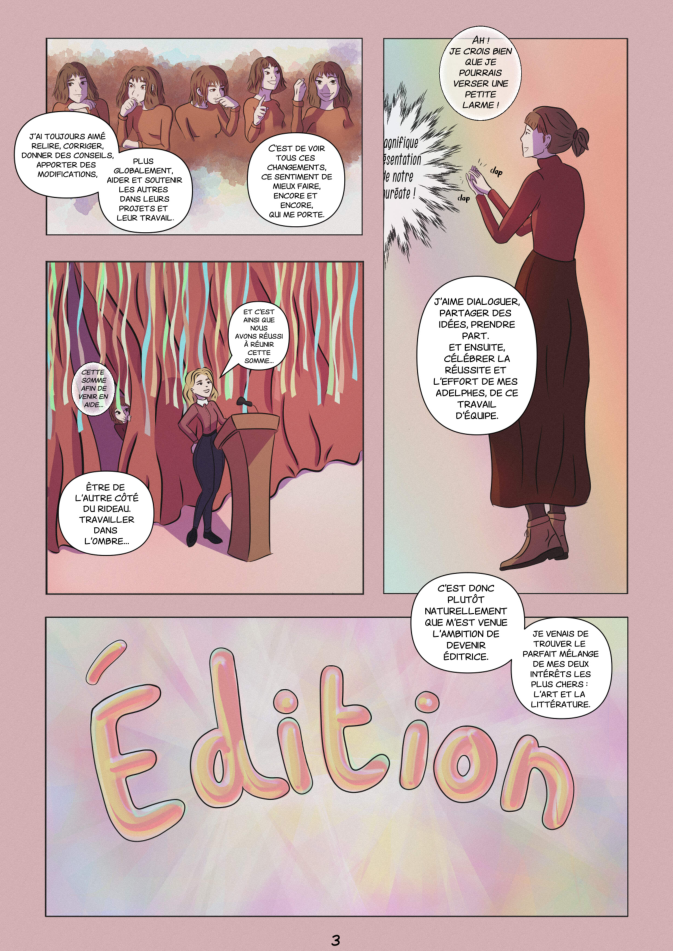 J'AI TOUJOURS AIMÉ
RELIRE, CORRIGER,
DONNER DES CONSEILS,
APPORTER DES
MODIFICATIONS,
PLUS
GLOBALEMENT,
AIDER ET SOUTENIR
LES AUTRES
DANS LEURS
PROJETS ET
LEUR TRAVAIL.
C'EST DE VOIR
TOUS CES
CHANGEMENTS,
CE SENTIMENT DE
MIEUX FAIRE,
ENCORE ET
ENCORE,
QUI ME PORTE.
AH !
JE CROIS BIEN
QUE JE
POURRAIS
VERSER UNE
PETITE
LARME !
agnifique
ésentation
de notre
uréate !
clap
clap
J'AIME DIALOGUER,
PARTAGER DES
IDÉES, PRENDRE
PART.
ET ENSUITE,
CÉLÉBRER LA
RÉUSSITE ET
L'EFFORT DE MES
ADELPHES, DE CE
TRAVAIL
D'ÉQUIPE.
ET C'EST
AINSI QUE
NOUS
AVONS RÉUSSI
À RÉUNIR
CETTE
SOMME...
CETTE
SOMME AFIN DE
VENIR EN
AIDE...
ÊTRE DE
L'AUTRE CÔTÉ
DU RIDEAU.
TRAVAILLER
DANS
L'OMBRE...
C'EST DONC
PLUTÔT
NATURELLEMENT
QUE M'EST VENUE
L'AMBITION DE
DEVENIR
ÉDITRICE.
JE VENAIS DE
TROUVER LE
PARFAIT MÉLANGE
DE MES DEUX
INTÉRÊTS LES
PLUS CHERS :
L'ART ET LA
LITTÉRATURE.
Édition
3